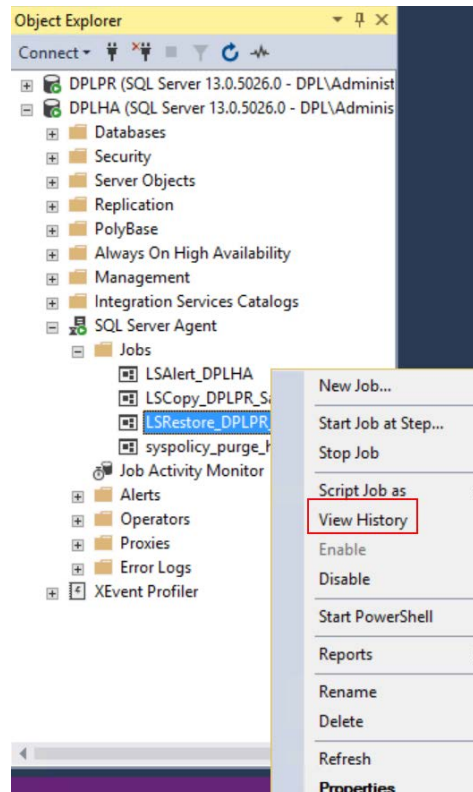 Object Explorer
Connect
DPLPR (SQL Server 13.0.5026.0 - DPL\Administ
DPLHA (SQL Server 13.0.5026.0 - DPL\Adminis
Databases
Security
Server Objects
Replication
PolyBase
Always On High Availability
Management
Integration Services Catalogs
SQL Server Agent
Jobs
LSAlert_DPLHA
LSCopy_DPLPR_Sa
LSRestore_DPLPR_
syspolicy_purge_h
Job Activity Monitor
Alerts
Operators
Proxies
Error Logs
XEvent Profiler
New Job...
Start Job at Step...
Stop Job
Script Job as
View History
Enable
Disable
Start PowerShell
Reports
Rename
Delete
Refresh
Properties